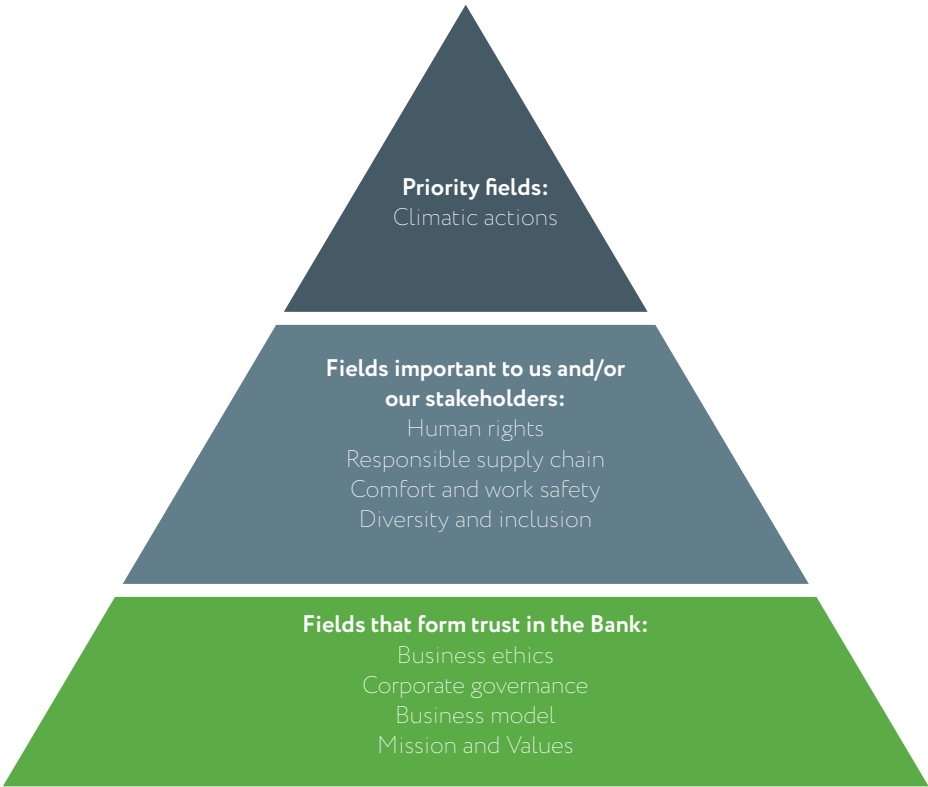 Priority fields:
Climatic actions
Fields important to us and/or
our stakeholders:
Human rights
Responsible supply chain
Comfort and work safety
Diversity and inclusion
Fields that form trust in the Bank:
Business ethics
Corporate governance
Business model
Mission and Values